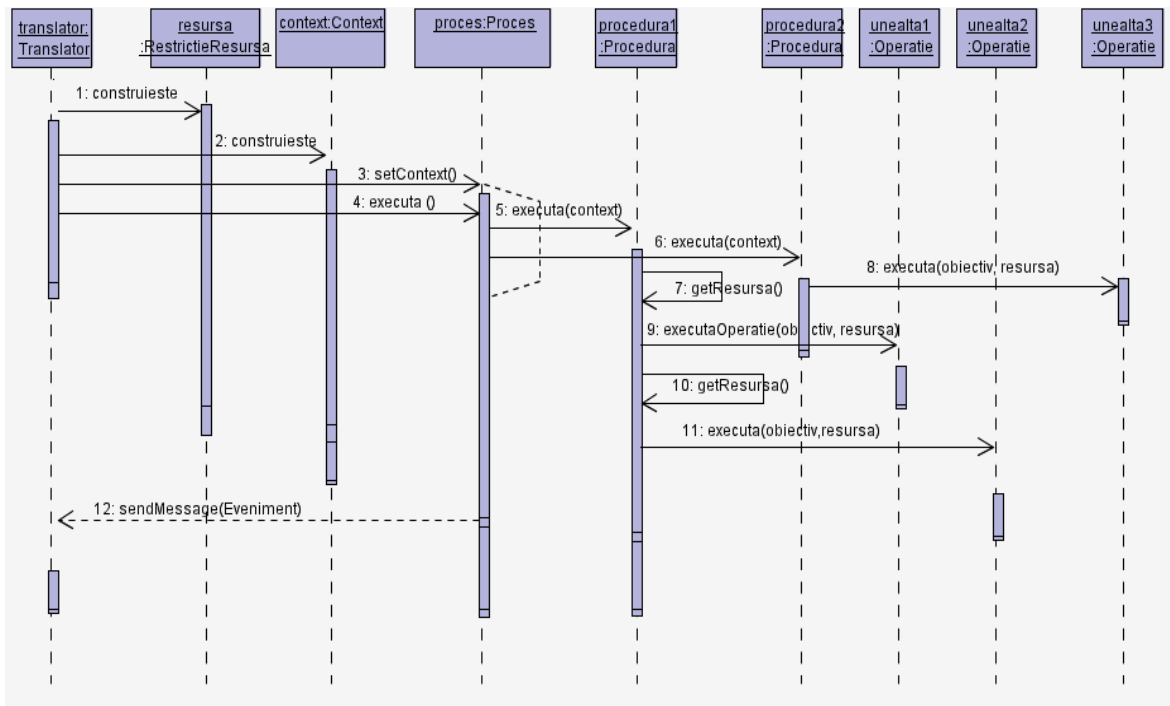 translator:
Translator
resursa
:RestrictieResursa
context:Context
proces:Proces
procedura1
:Procedura
procedura2
:Procedura
unealta1
:Operatie
unealta2
:Operatie
unealta3
:Operatie
1: construieste
2: construieste
3: setContext()
4: executa ()
5: executa(context)
6: executa(context)
8: executa(obiectiv, resursa)
7: getResursa()
9: executaOperatie(obiectiv, resursa)
10: getResursa()
11: executa(obiectiv,resursa)
12: sendMessage(Eveniment)